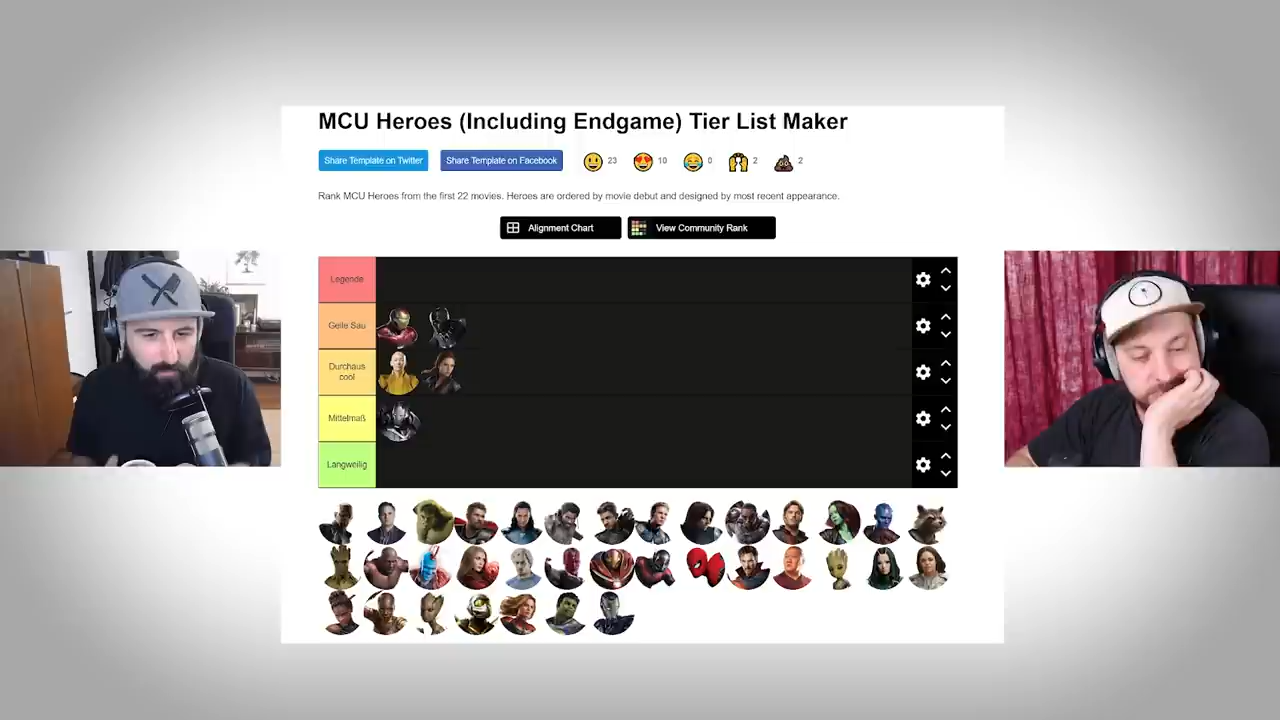 MCU Heroes (Including Endgame) Tier List Maker
Share Template on Twitter
Share Template on Facebook
23
10
0
2
2
Rank MCU Heroes from the first 22 movies. Heroes are ordered by movie debut and designed by most recent appearance.
Alignment Chart
View Community Rank
Legende
Geile Sau
Durchaus
cool
Mittelmaß
Langweilig